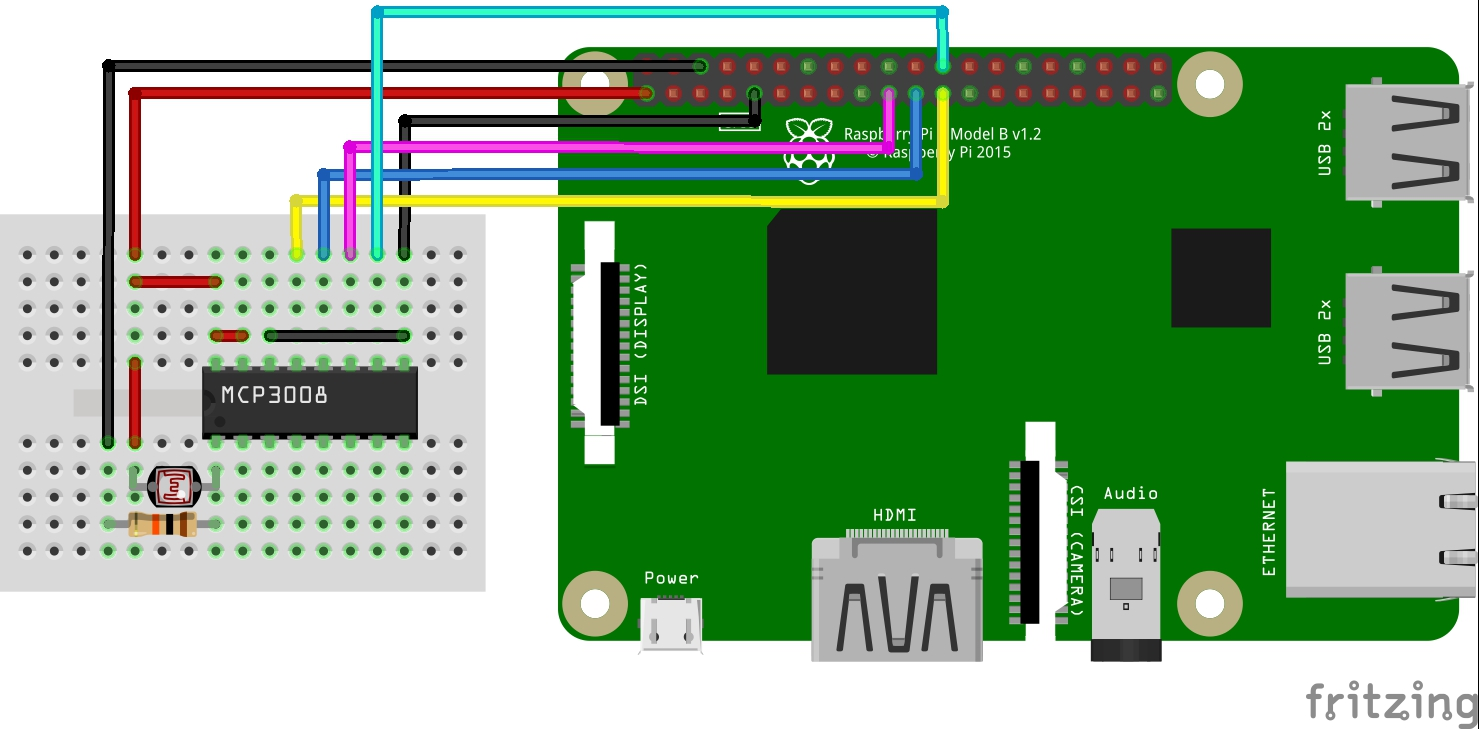 Raspberry Pi Model B v1.2
© Raspberry Pi 2015
USB 2x
DSI (DISPLAY)
MCP3008
USB 2x
HDMI
CSI (CAMERA)
Audio
ETHERNET
Power
fritzing